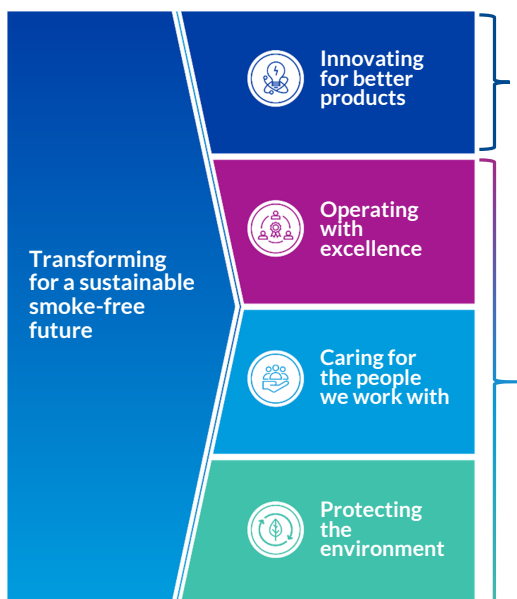 Transforming
for a sustainable
smoke-free
future
Innovating
for better
products
Operating
with
excellence
Caring for
the people
we work with
Protecting
the
environment